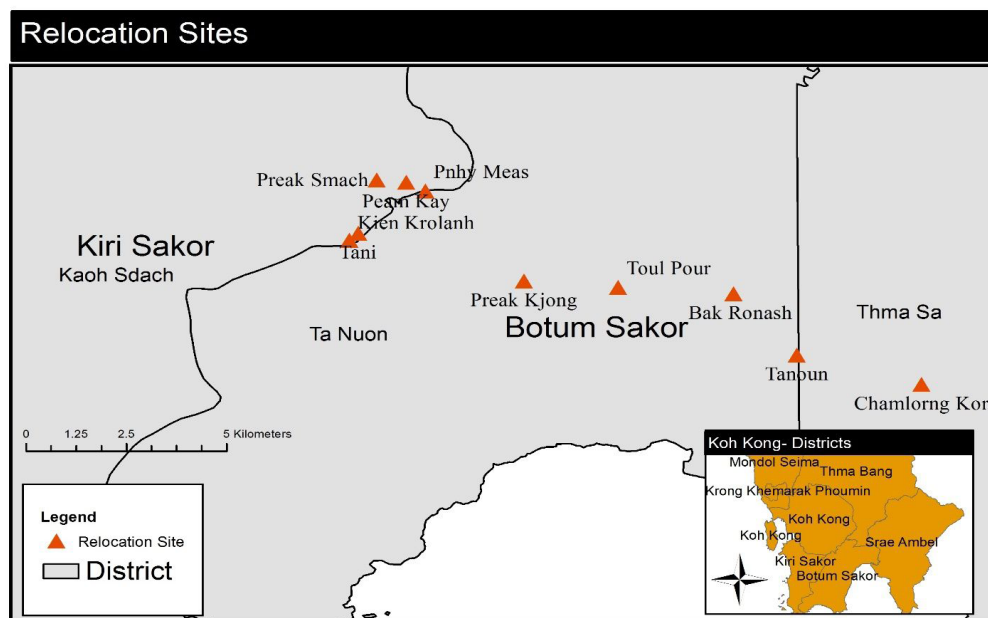 Relocation Sites
Preak Smach
Pnhy Meas
Peam Kay
Kien Krolanh
Tani
Kiri Sakor
Kaoh Sdach
Ta Nuon
Preak Kjong
Toul Pour
Botum Sakor
Bak Ronash
Thma Sa
Tanoun
Chamlorng Kor
0 1.25 2.5 5 Kilometers
Legend
Relocation Site
District
Koh Kong- Districts
Mondol Seima
Thma Bang
Krong Khemarak Phoumin
Koh Kong
Koh Kong
Srae Ambel
Kiri Sakor
Botum Sakor